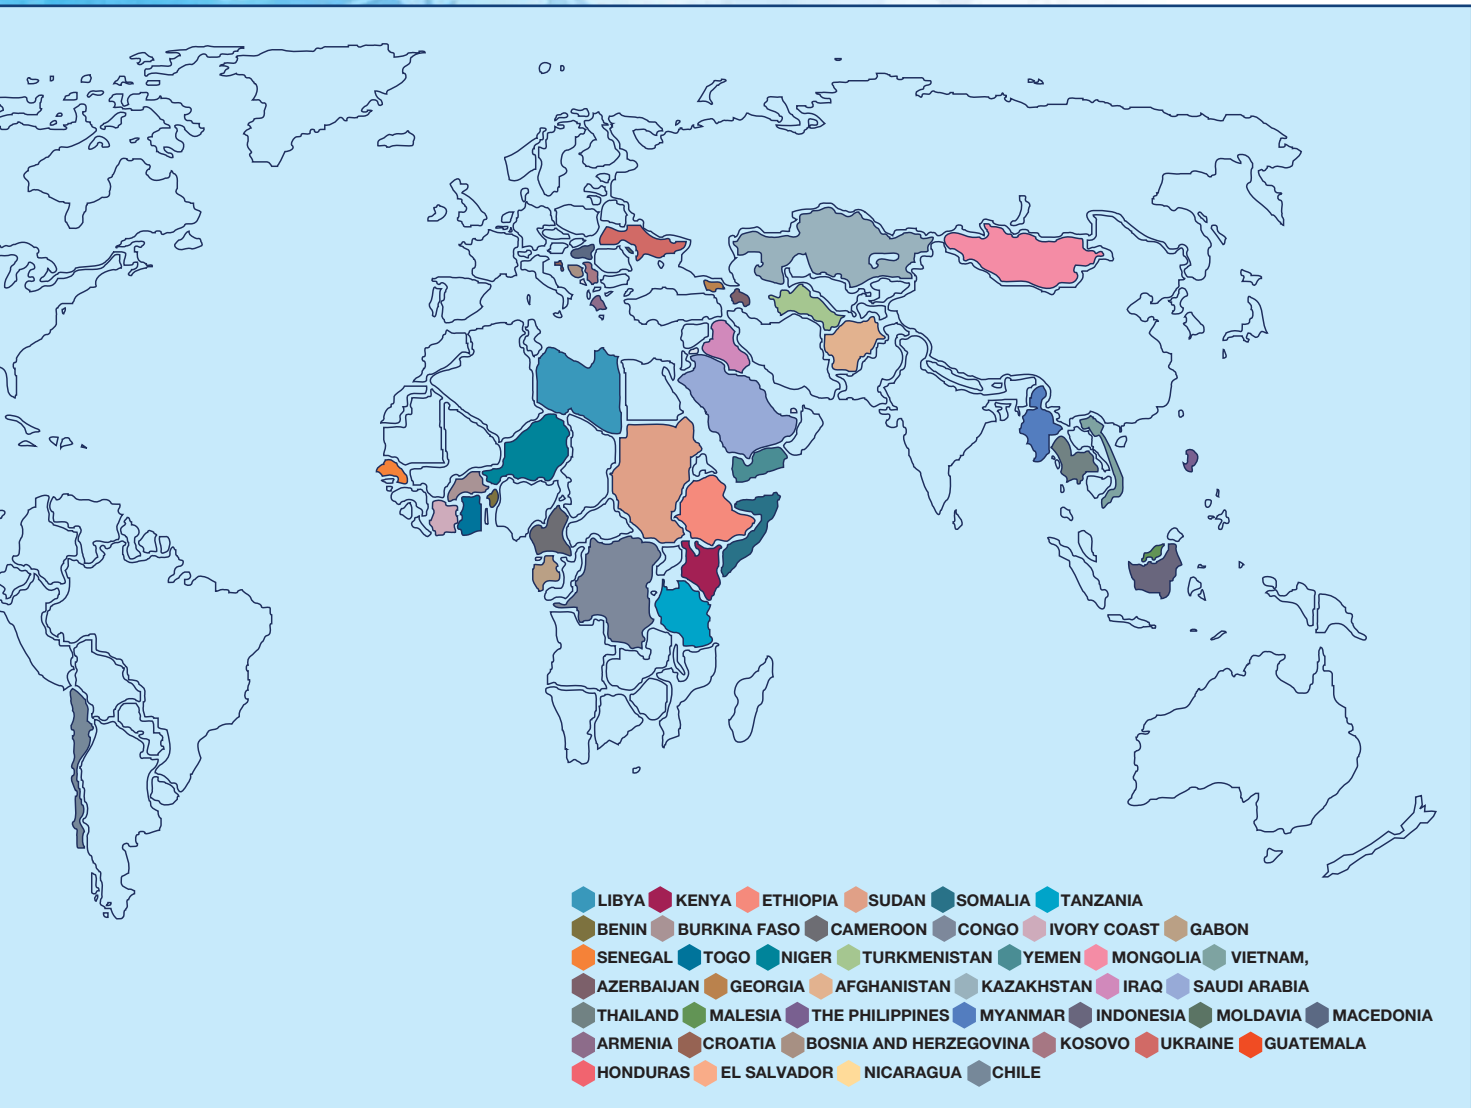 LIBYA KENYA ETHIOPIA SUDAN SOMALIA TANZANIA
BENIN BURKINA FASO CAMEROON CONGO IVORY COAST GABON
SENEGAL TOGO NIGER TURKMENISTAN YEMEN MONGOLIA VIETNAM,
AZERBAIJAN GEORGIA AFGHANISTAN KAZAKHSTAN IRAQ SAUDI ARABIA
THAILAND MALESIA THE PHILIPPINES MYANMAR INDONESIA MOLDAVIA MACEDONIA
ARMENIA CROATIA BOSNIA AND HERZEGOVINA KOSOVO UKRAINE GUATEMALA
HONDURAS EL SALVADOR NICARAGUA CHILE